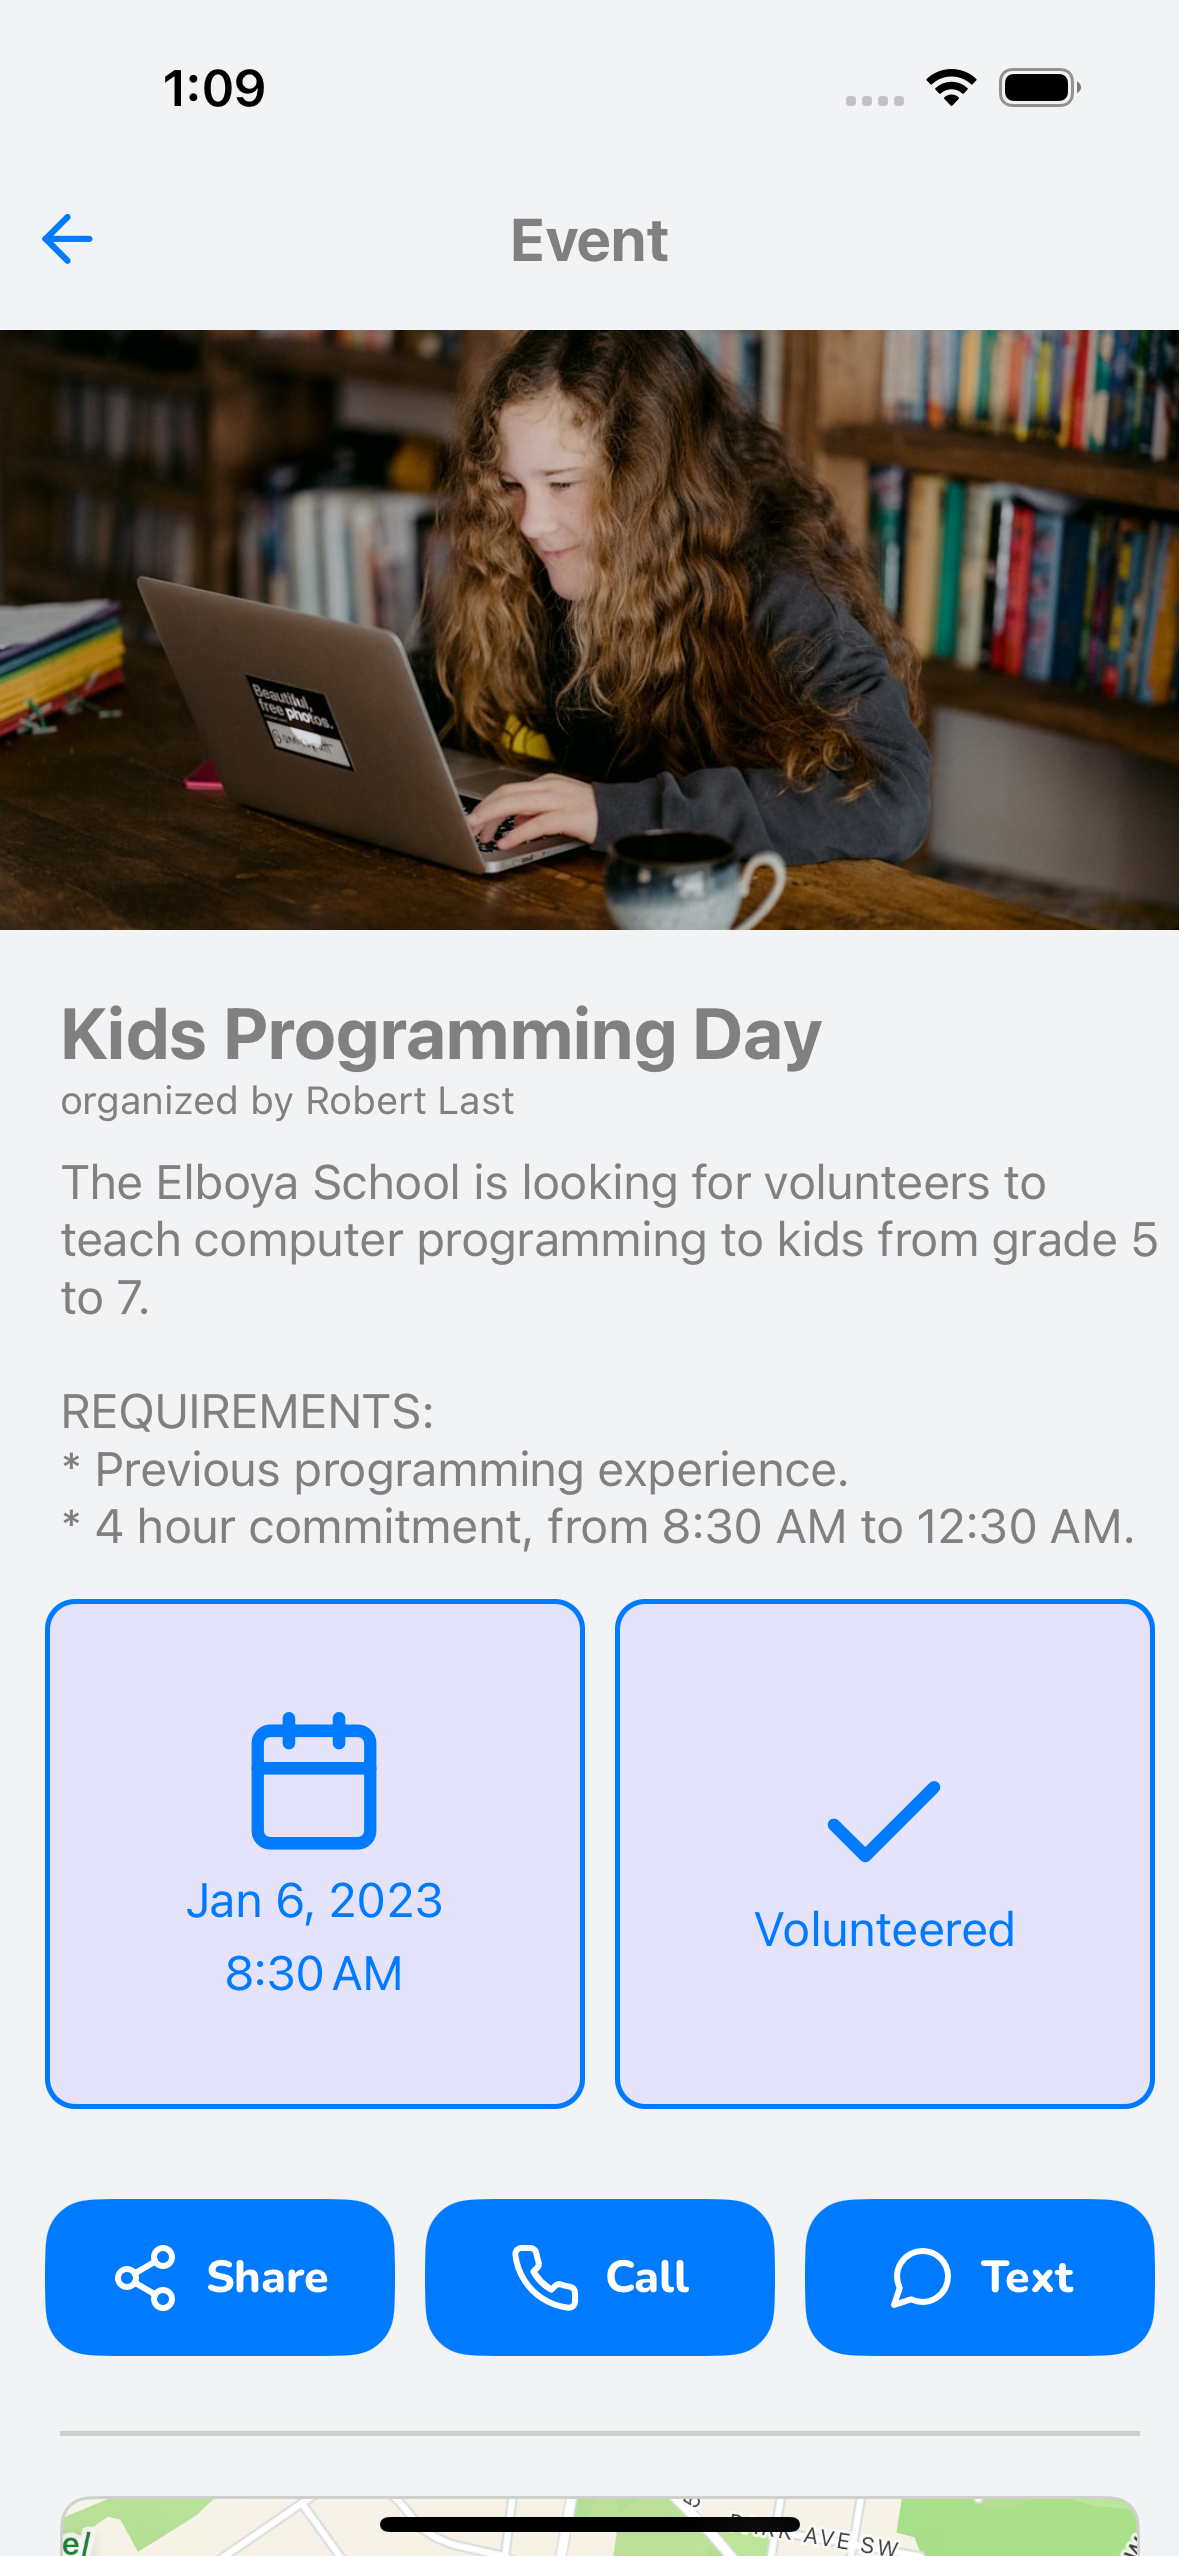 1:09
Event
Beautiful,
free photos.
Kids Programming Day
organized by Robert Last
The Elboya School is looking for volunteers to
teach computer programming to kids from grade 5
to 7.
REQUIREMENTS:
* Previous programming experience.
* 4 hour commitment, from 8:30 AM to 12:30 AM.
Jan 6, 2023
8:30 AM
Volunteered
Share
Call
Text
AVE SW
e/